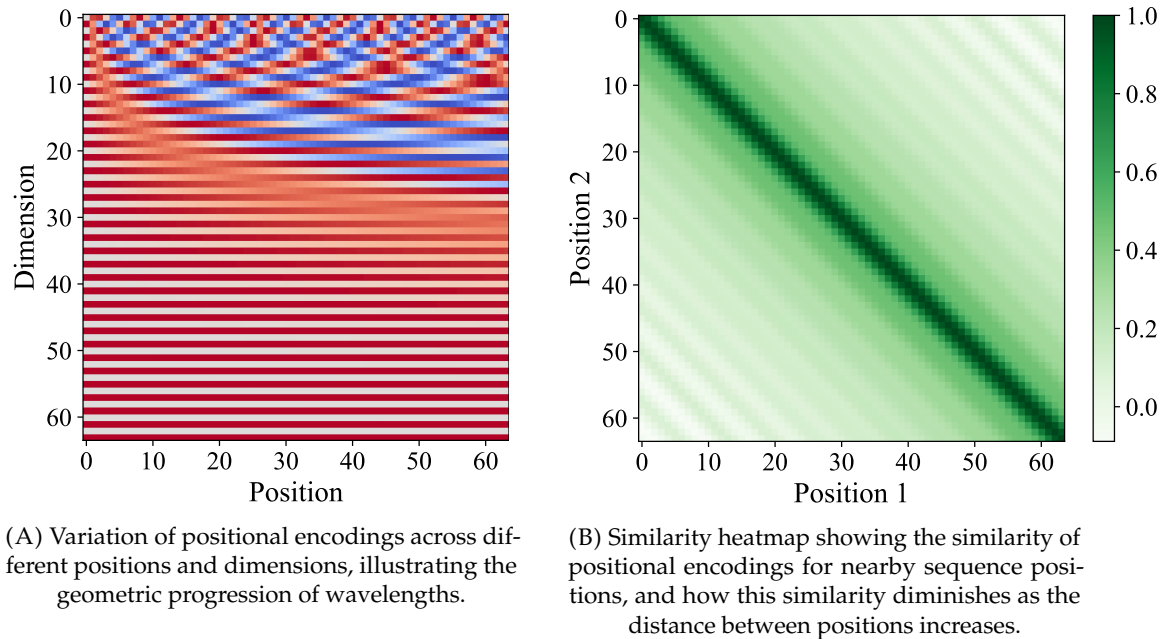 0
10
20
30
40
50
60
Dimension
0 10 20 30 40 50 60
Position
(A) Variation of positional encodings across dif-
ferent positions and dimensions, illustrating the
geometric progression of wavelengths.
0
10
20
30
40
50
60
Position 2
0 10 20 30 40 50 60
Position 1
1.0
0.8
0.6
0.4
0.2
0.0
(B) Similarity heatmap showing the similarity of
positional encodings for nearby sequence posi-
tions, and how this similarity diminishes as the
distance between positions increases.